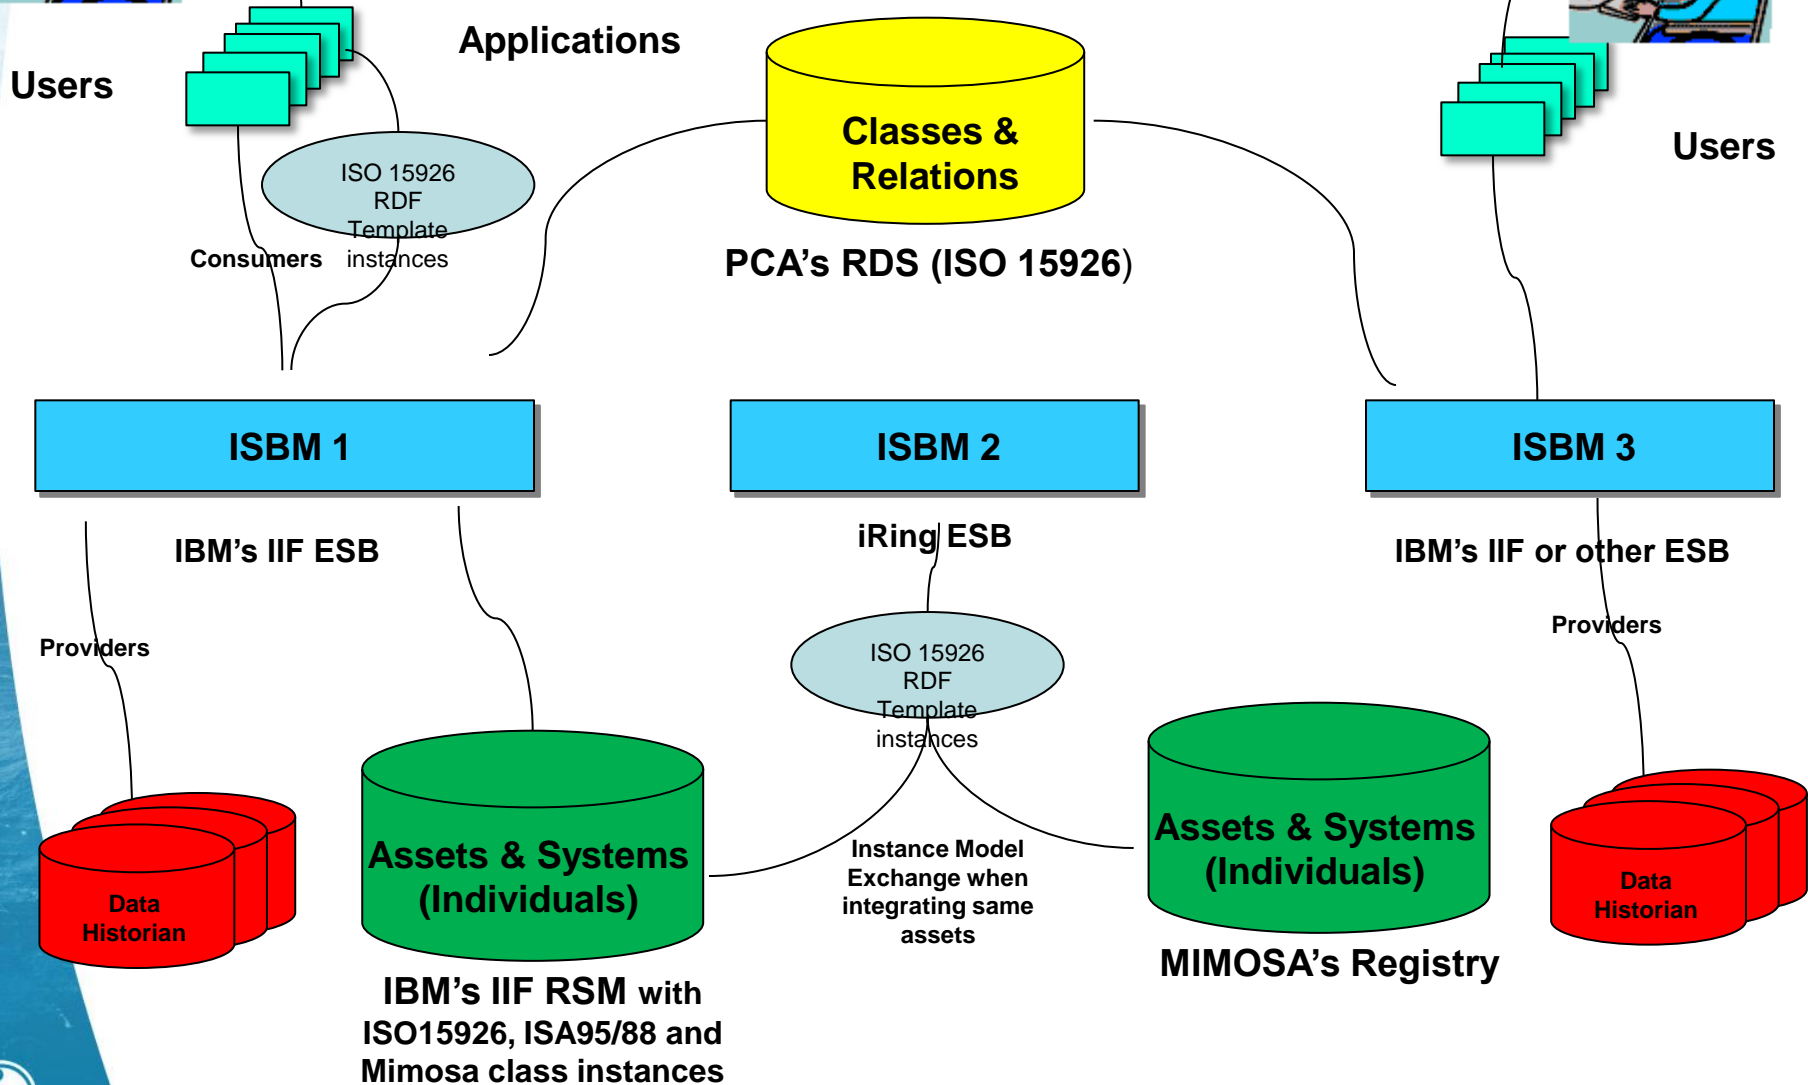 Applications
Users
Classes &
Relations
Users
ISO 15926
RDF
Template
instances
Consumers
PCA's RDS (ISO 15926)
ISBM 1
ISBM 2
ISBM 3
IBM's IIF ESB
iRing ESB
IBM's IIF or other ESB
Providers
ISO 15926
RDF
Template
instances
Providers
Assets & Systems
(Individuals)
Assets & Systems
(Individuals)
Instance Model
Exchange when
integrating same
assets
Data
Historian
Data
Historian
MIMOSA's Registry
IBM's IIF RSM with
ISO15926, ISA95/88 and
Mimosa class instances